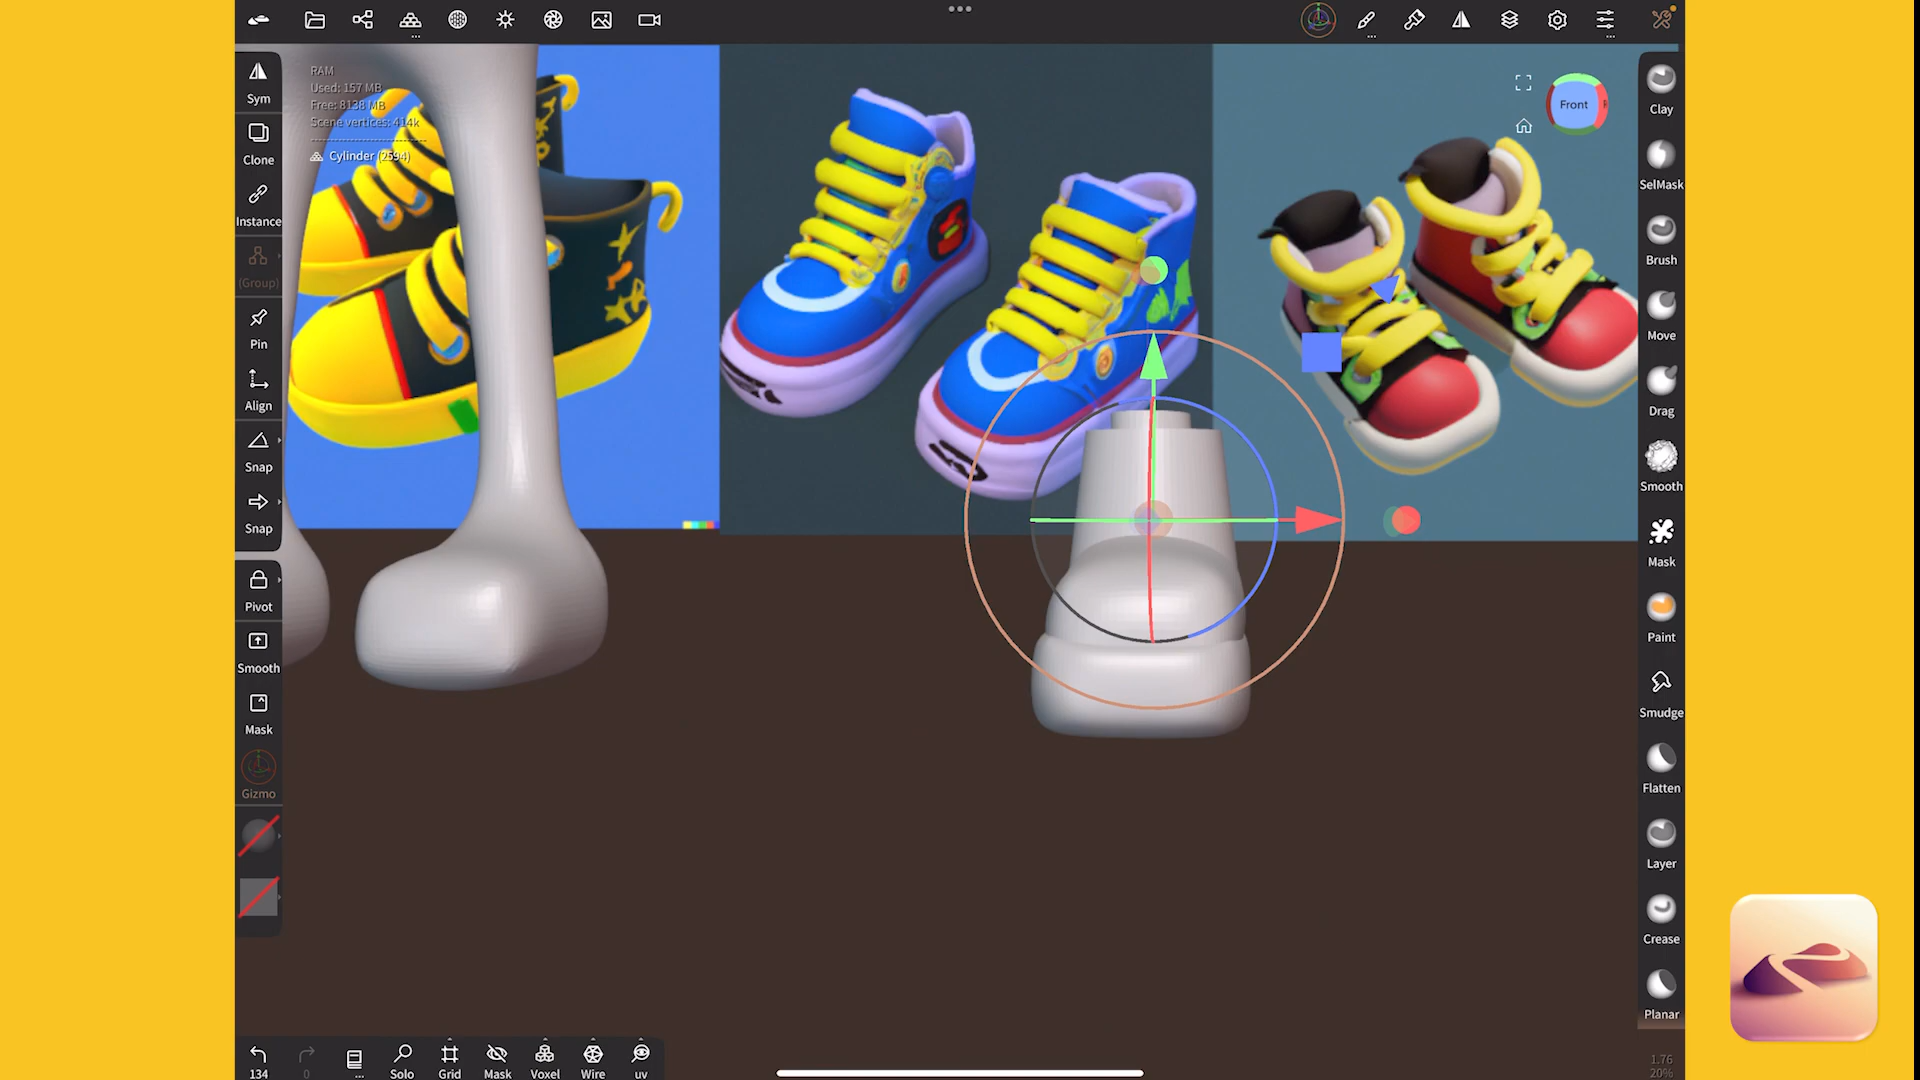 RAM
Used: 157 MB
Free: 8138 MB
Scene vertices: 414k
Cylinder (2594)
Sym
Clone
Instance
(Group)
Pin
Align
Snap
Snap
Pivot
Smooth
Mask
Gizmo
134
0
Solo
Grid
Mask
Voxel
Wire
uv
Front
Clay
SelMask
Brush
Move
Drag
Smooth
Mask
Paint
Smudge
Flatten
Layer
Crease
Planar
1.76
20%